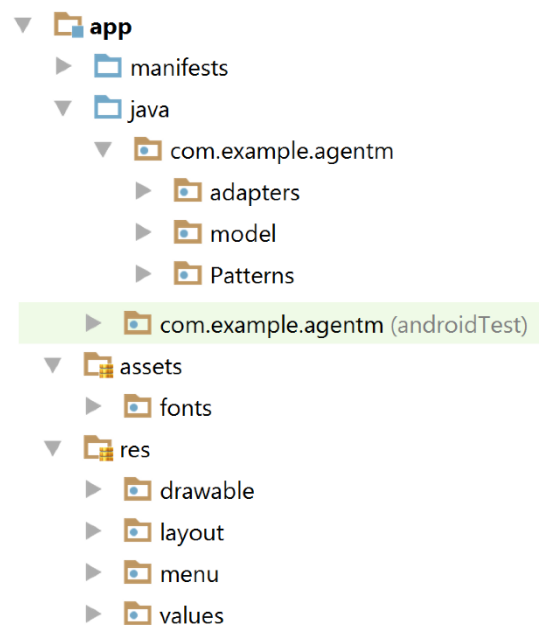 app
manifests
java
com.example.agentm
adapters
model
Patterns
com.example.agentm (androidTest)
assets
fonts
res
drawable
layout
menu
values